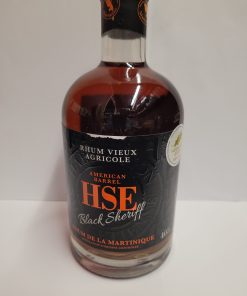 RHUM VIEUX
AGRICOLE
AMERICAN
BARREL
HSE
Black Sheriff
DE LA MARTINIQUE